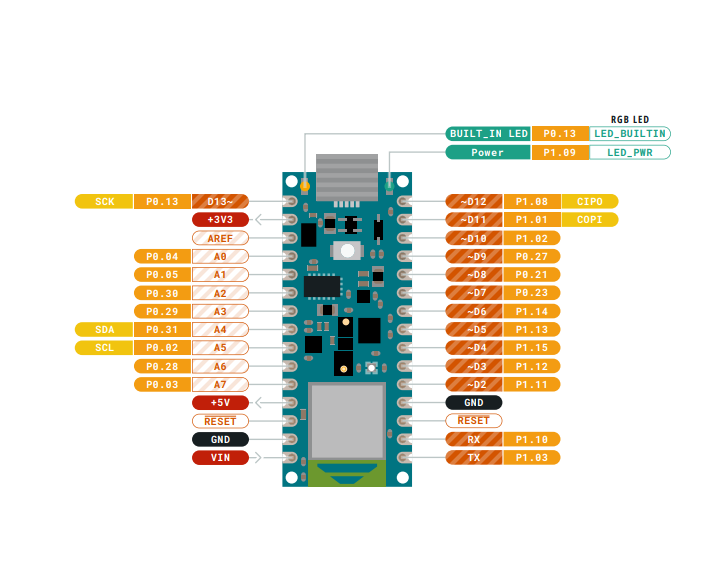 RGB LED
BUILT_IN LED P0.13 LED_BUILTIN
Power P1.09 LED_PWR
SCK P0.13 D13~
+3V3
AREF
P0.04 A0
P0.05 A1
P0.30 A2
P0.29 A3
SDA P0.31 A4
SCL P0.02 A5
P0.28 A6
P0.03 A7
+5V
RESET
GND
VIN
~D12 P1.08 CIPO
~D11 P1.01 COPI
~D10 P1.02
~D9 P0.27
~D8 P0.21
~D7 P0.23
~D6 P1.14
~D5 P1.13
~D4 P1.15
~D3 P1.12
~D2 P1.11
GND
RESET
RX P1.10
TX P1.03